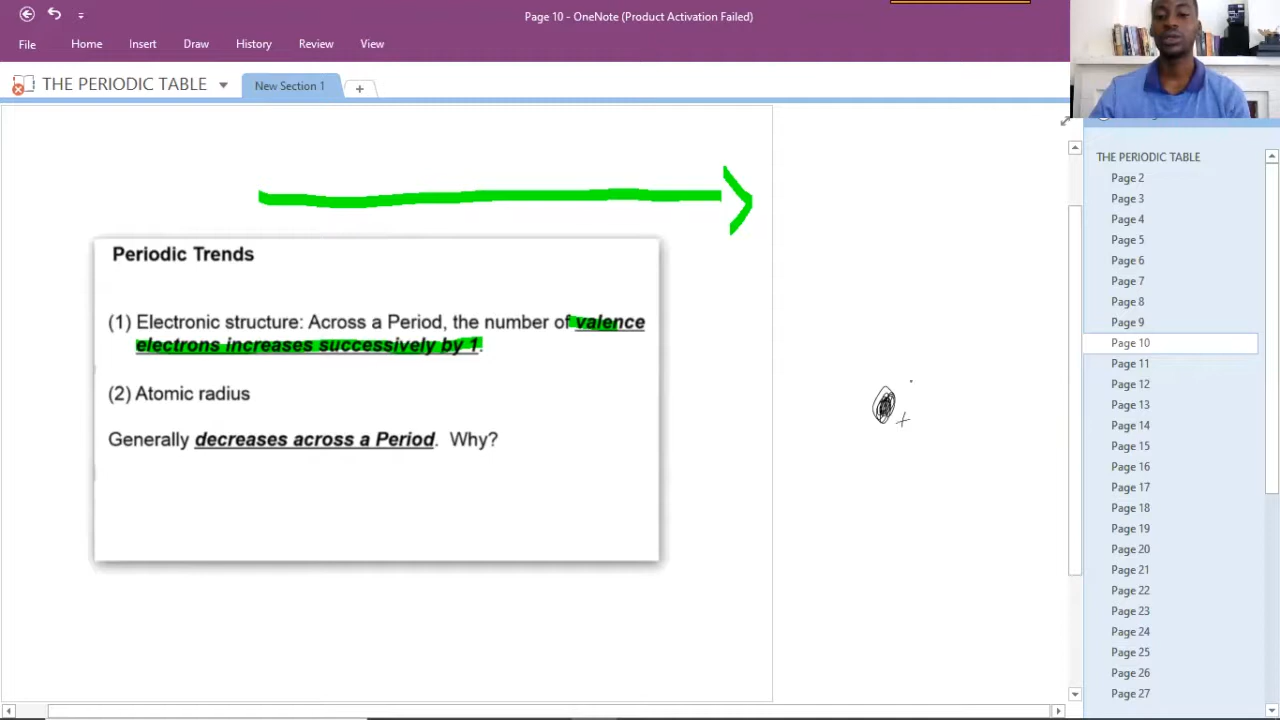 Page 10 - OneNote (Product Activation Failed)
File Home Insert Draw History Review View
THE PERIODIC TABLE
New Section 1
Periodic Trends
(1) Electronic structure: Across a Period, the number of valence
electrons increases successively by 1.
(2) Atomic radius
Generally decreases across a Period. Why?
+
THE PERIODIC TABLE
Page 2
Page 3
Page 4
Page 5
Page 6
Page 7
Page 8
Page 9
Page 10
Page 11
Page 12
Page 13
Page 14
Page 15
Page 16
Page 17
Page 18
Page 19
Page 20
Page 21
Page 22
Page 23
Page 24
Page 25
Page 26
Page 27